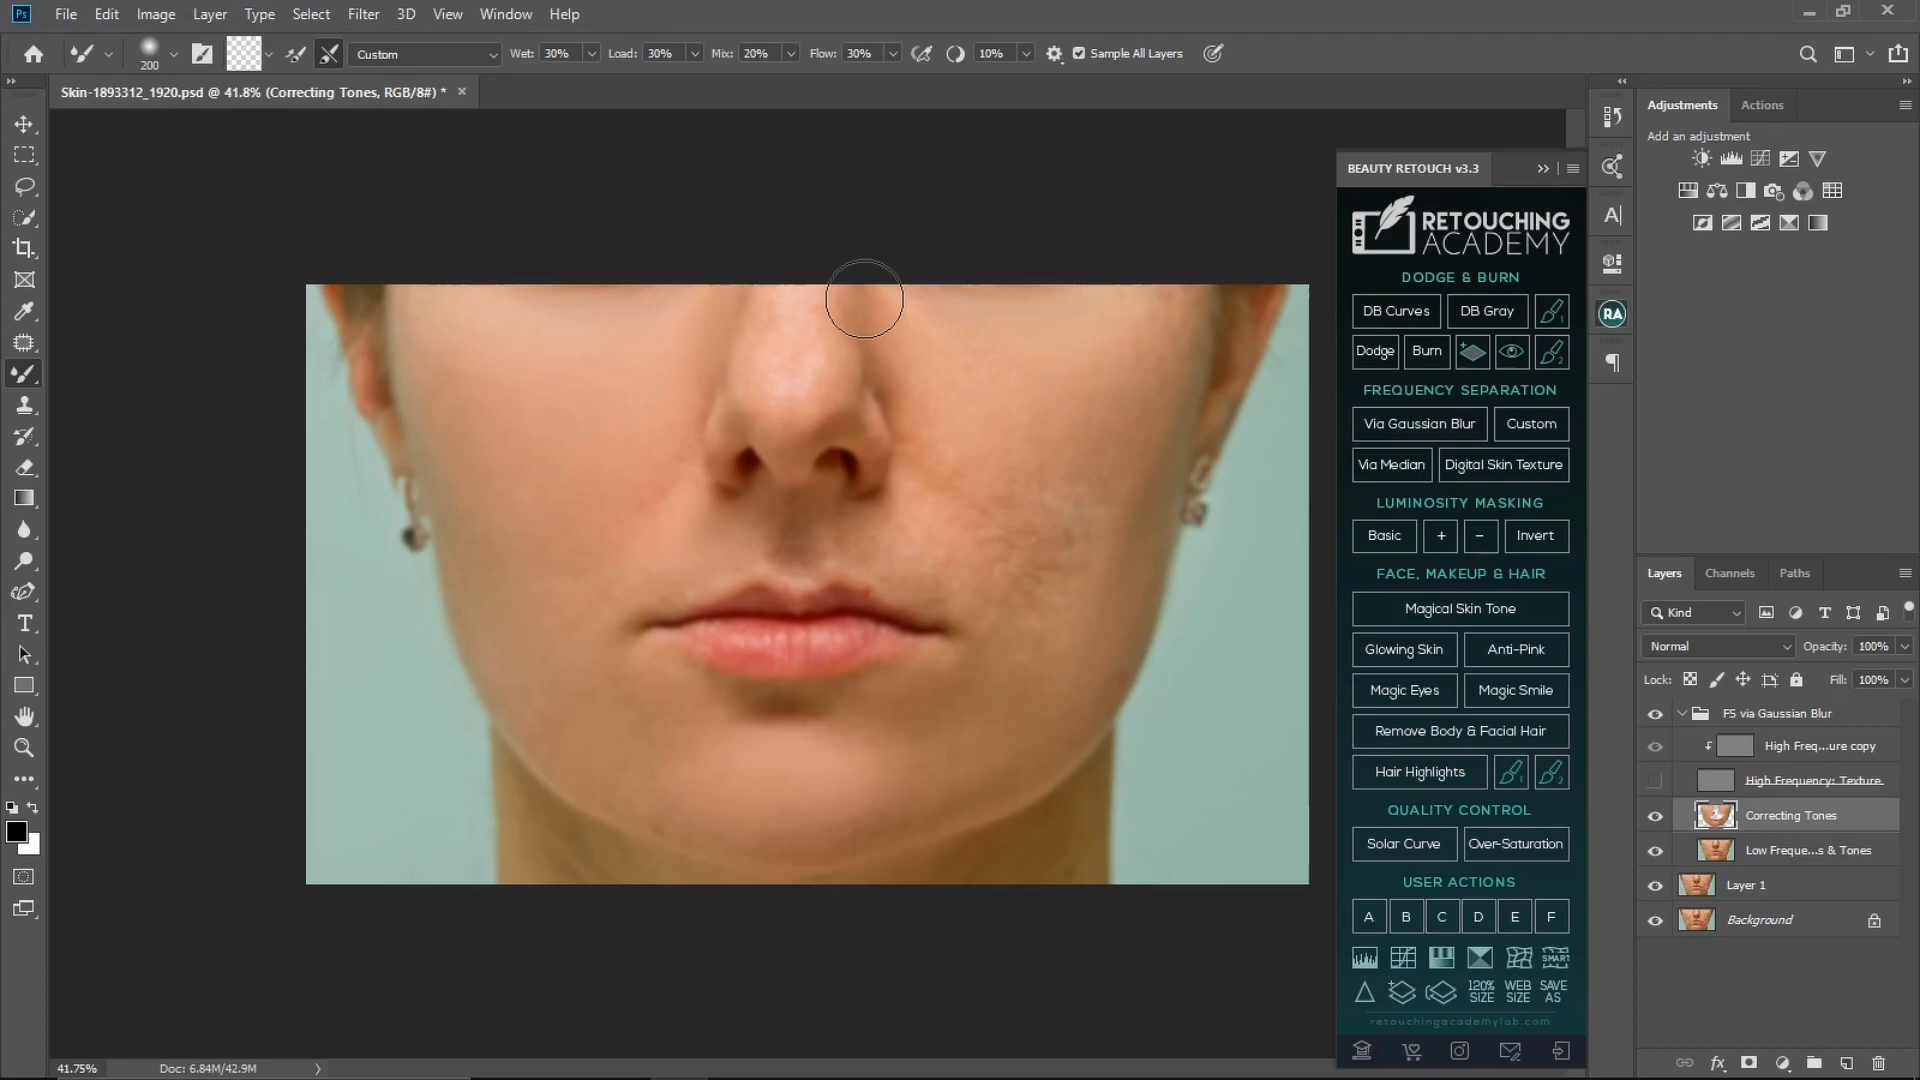 Ps File Edit Image Layer Type Select Filter 3D View Window Help
200 Custom Wet: 30% Load: 30% Mix: 20% Flow: 30% 10% Sample All Layers
Skin-1893312_1920.psd @ 41.8% (Correcting Tones, RGB/8#) *
BEAUTY RETOUCH v3.3
RETOUCHING
ACADEMY
DODGE & BURN
DB Curves DB Gray 1
Dodge Burn 2
FREQUENCY SEPARATION
Via Gaussian Blur Custom
Via Median Digital Skin Texture
LUMINOSITY MASKING
Basic + − Invert
FACE, MAKEUP & HAIR
Magical Skin Tone
Glowing Skin Anti-Pink
Magic Eyes Magic Smile
Remove Body & Facial Hair
Hair Highlights 1 2
QUALITY CONTROL
Solar Curve Over-Saturation
USER ACTIONS
A B C D E F
SMART
120% SIZE WEB SIZE SAVE AS
retouchingacademylab.com
RA
Adjustments Actions
Add an adjustment
Layers Channels Paths
Kind
Normal Opacity: 100%
Lock: Fill: 100%
FS via Gaussian Blur
High Freq...ure copy
High Frequency: Texture
Correcting Tones
Low Freque...s & Tones
Layer 1
Background
41.75% Doc: 6.84M/42.9M